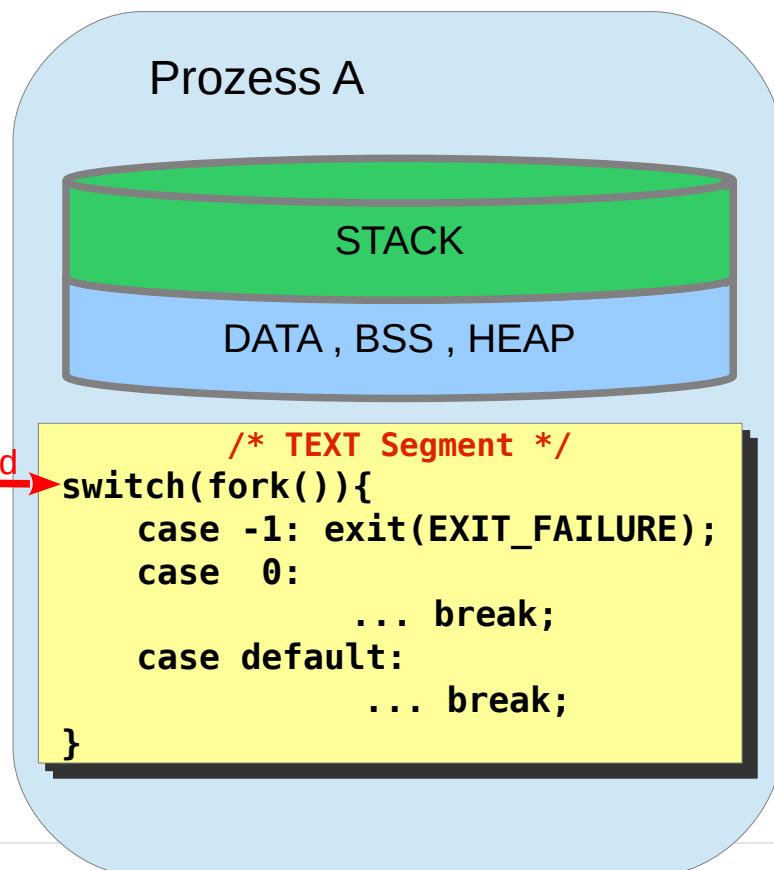 Prozess A
STACK
DATA , BSS , HEAP
/* TEXT Segment */
switch(fork()){
case -1: exit(EXIT_FAILURE);
case  0:
... break;
case default:
... break;
}